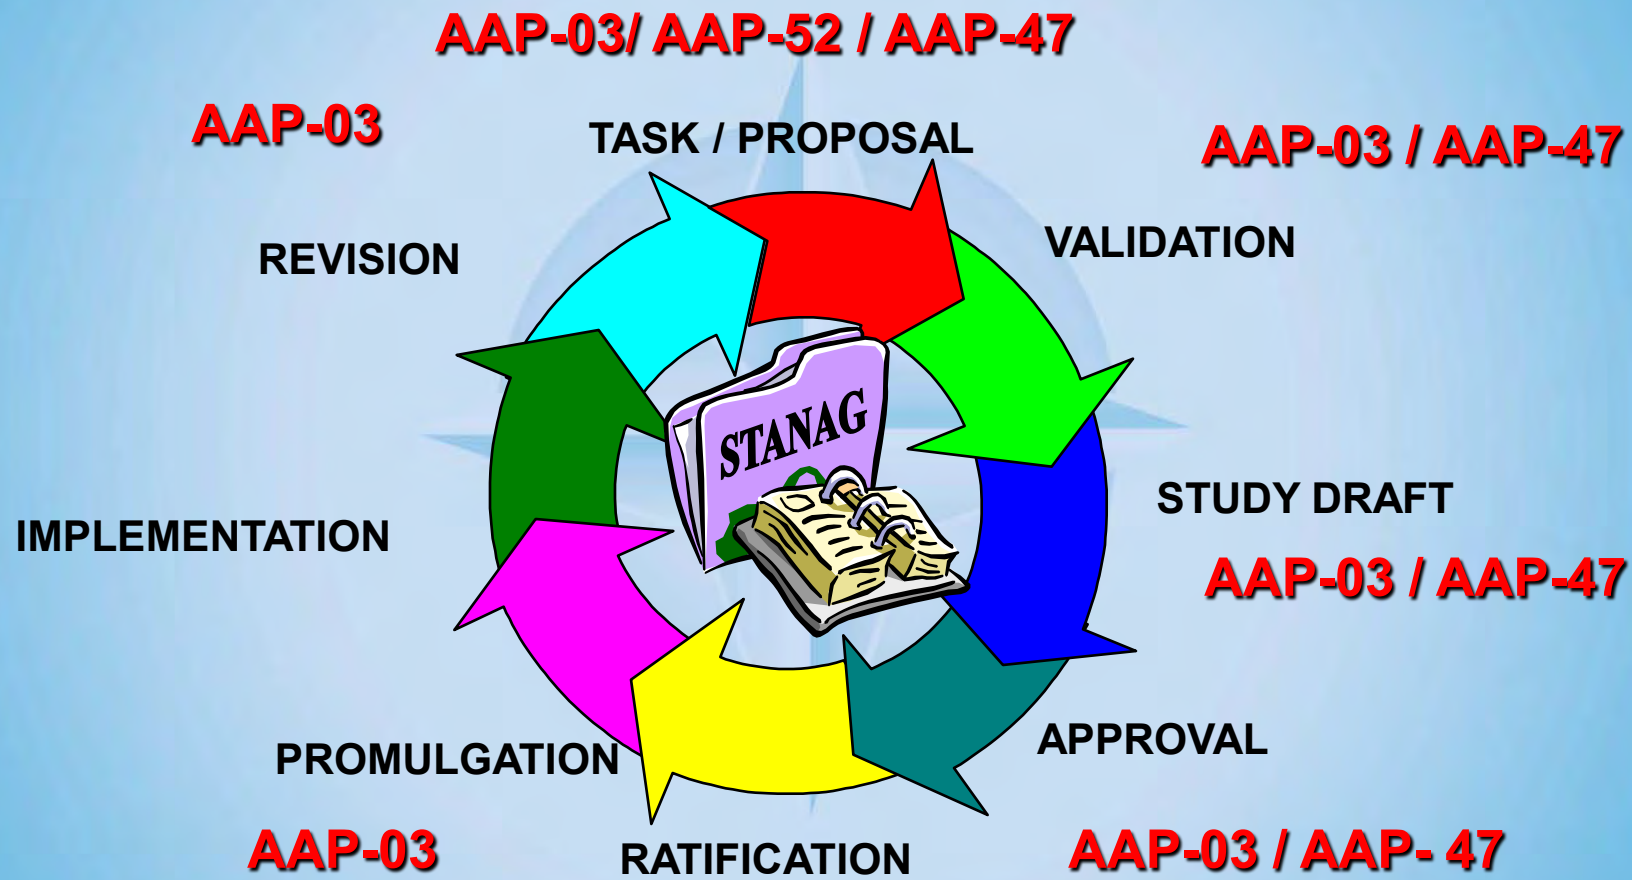 AAP-03/ AAP-52 / AAP-47
AAP-03
TASK / PROPOSAL
AAP-03 / AAP-47
REVISION
VALIDATION
STANAG
STUDY DRAFT
IMPLEMENTATION
AAP-03 / AAP-47
APPROVAL
PROMULGATION
AAP-03
RATIFICATION
AAP-03 / AAP- 47